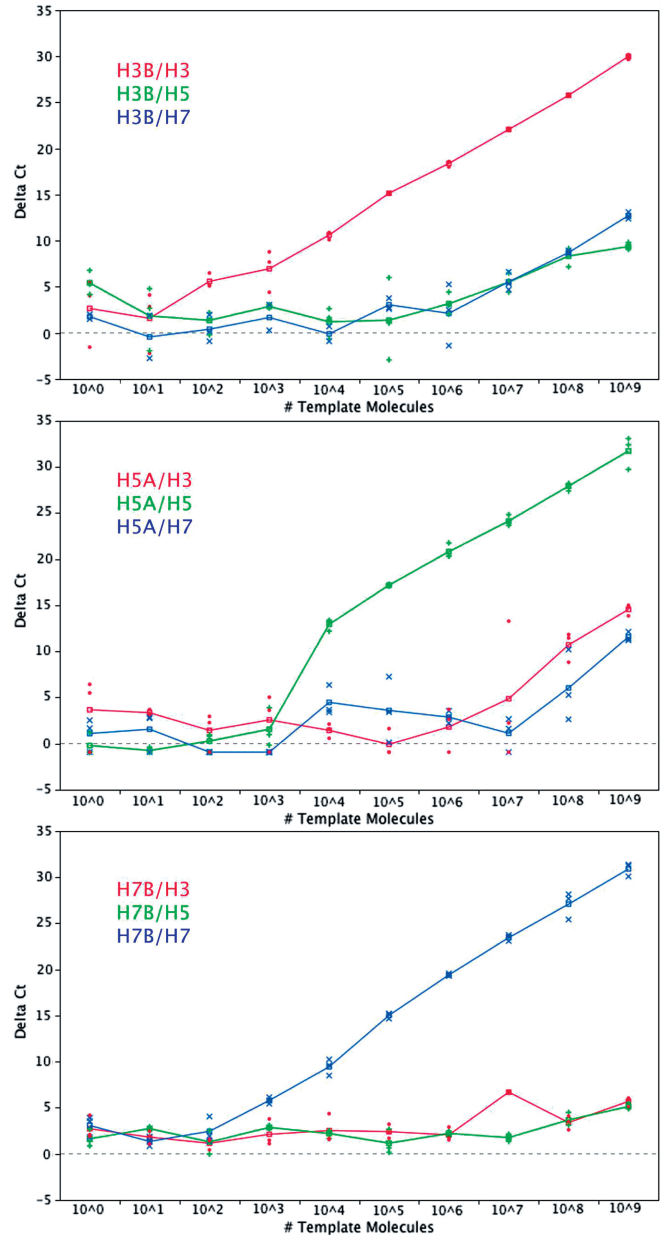 35
30
25
20
15
10
5
0
-5
Delta Ct
H3B/H3
H3B/H5
H3B/H7
10^0 10^1 10^2 10^3 10^4 10^5 10^6 10^7 10^8 10^9
# Template Molecules
35
30
25
20
15
10
5
0
-5
Delta Ct
H5A/H3
H5A/H5
H5A/H7
10^0 10^1 10^2 10^3 10^4 10^5 10^6 10^7 10^8 10^9
# Template Molecules
35
30
25
20
15
10
5
0
-5
Delta Ct
H7B/H3
H7B/H5
H7B/H7
10^0 10^1 10^2 10^3 10^4 10^5 10^6 10^7 10^8 10^9
# Template Molecules